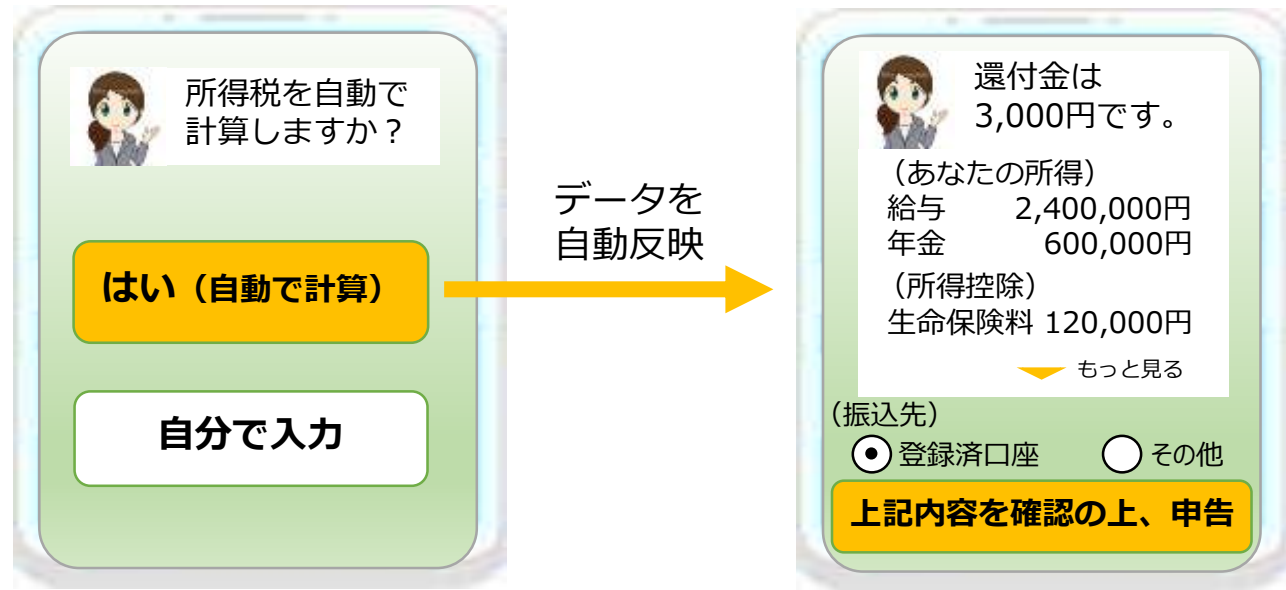 所得税を自動で
計算しますか？
はい（自動で計算）
自分で入力
データを
自動反映
還付金は
3,000円です。
（あなたの所得）
給与 2,400,000円
年金 600,000円
（所得控除）
生命保険料 120,000円
もっと見る
（振込先）
登録済口座 その他
上記内容を確認の上、申告